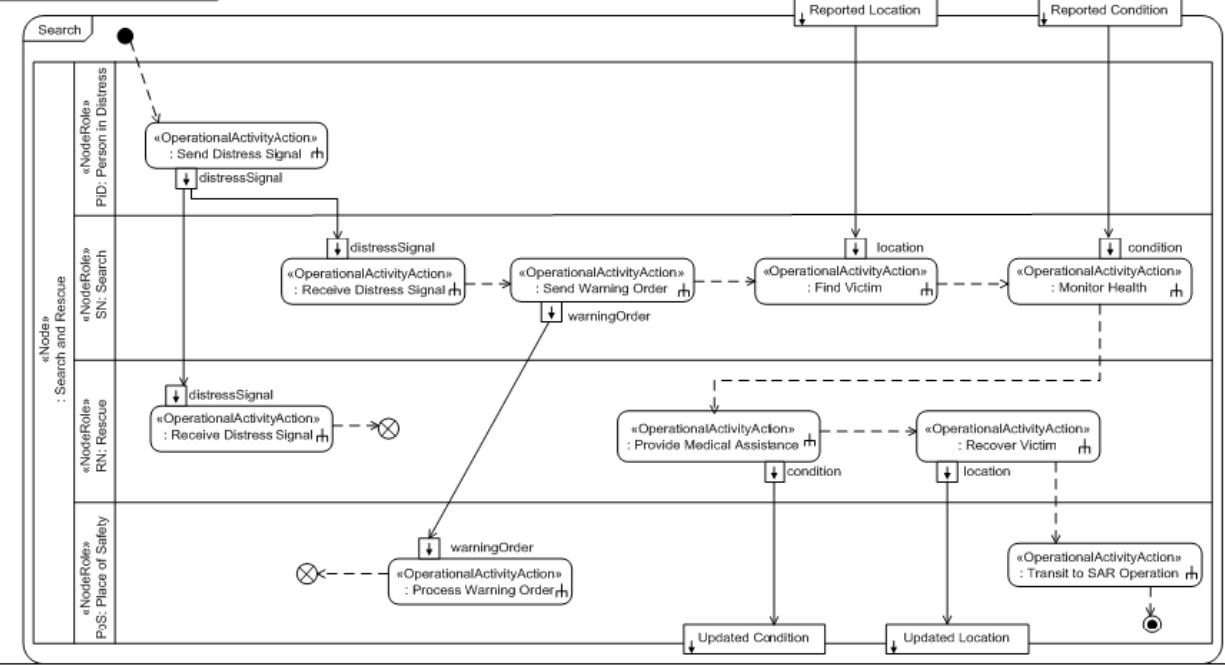 Reported Location
Reported Condition
Search
«Node»
: Search and Rescue
«NodeRole»
PiD: Person in Distress
«OperationalActivityAction»
: Send Distress Signal
distressSignal
«NodeRole»
SN: Search
distressSignal
«OperationalActivityAction»
: Receive Distress Signal
«OperationalActivityAction»
: Send Warning Order
warningOrder
location
«OperationalActivityAction»
: Find Victim
condition
«OperationalActivityAction»
: Monitor Health
«NodeRole»
RN: Rescue
distressSignal
«OperationalActivityAction»
: Receive Distress Signal
«OperationalActivityAction»
: Provide Medical Assistance
condition
«OperationalActivityAction»
: Recover Victim
location
«NodeRole»
PoS: Place of Safety
warningOrder
«OperationalActivityAction»
: Process Warning Order
«OperationalActivityAction»
: Transit to SAR Operation
Updated Condition
Updated Location